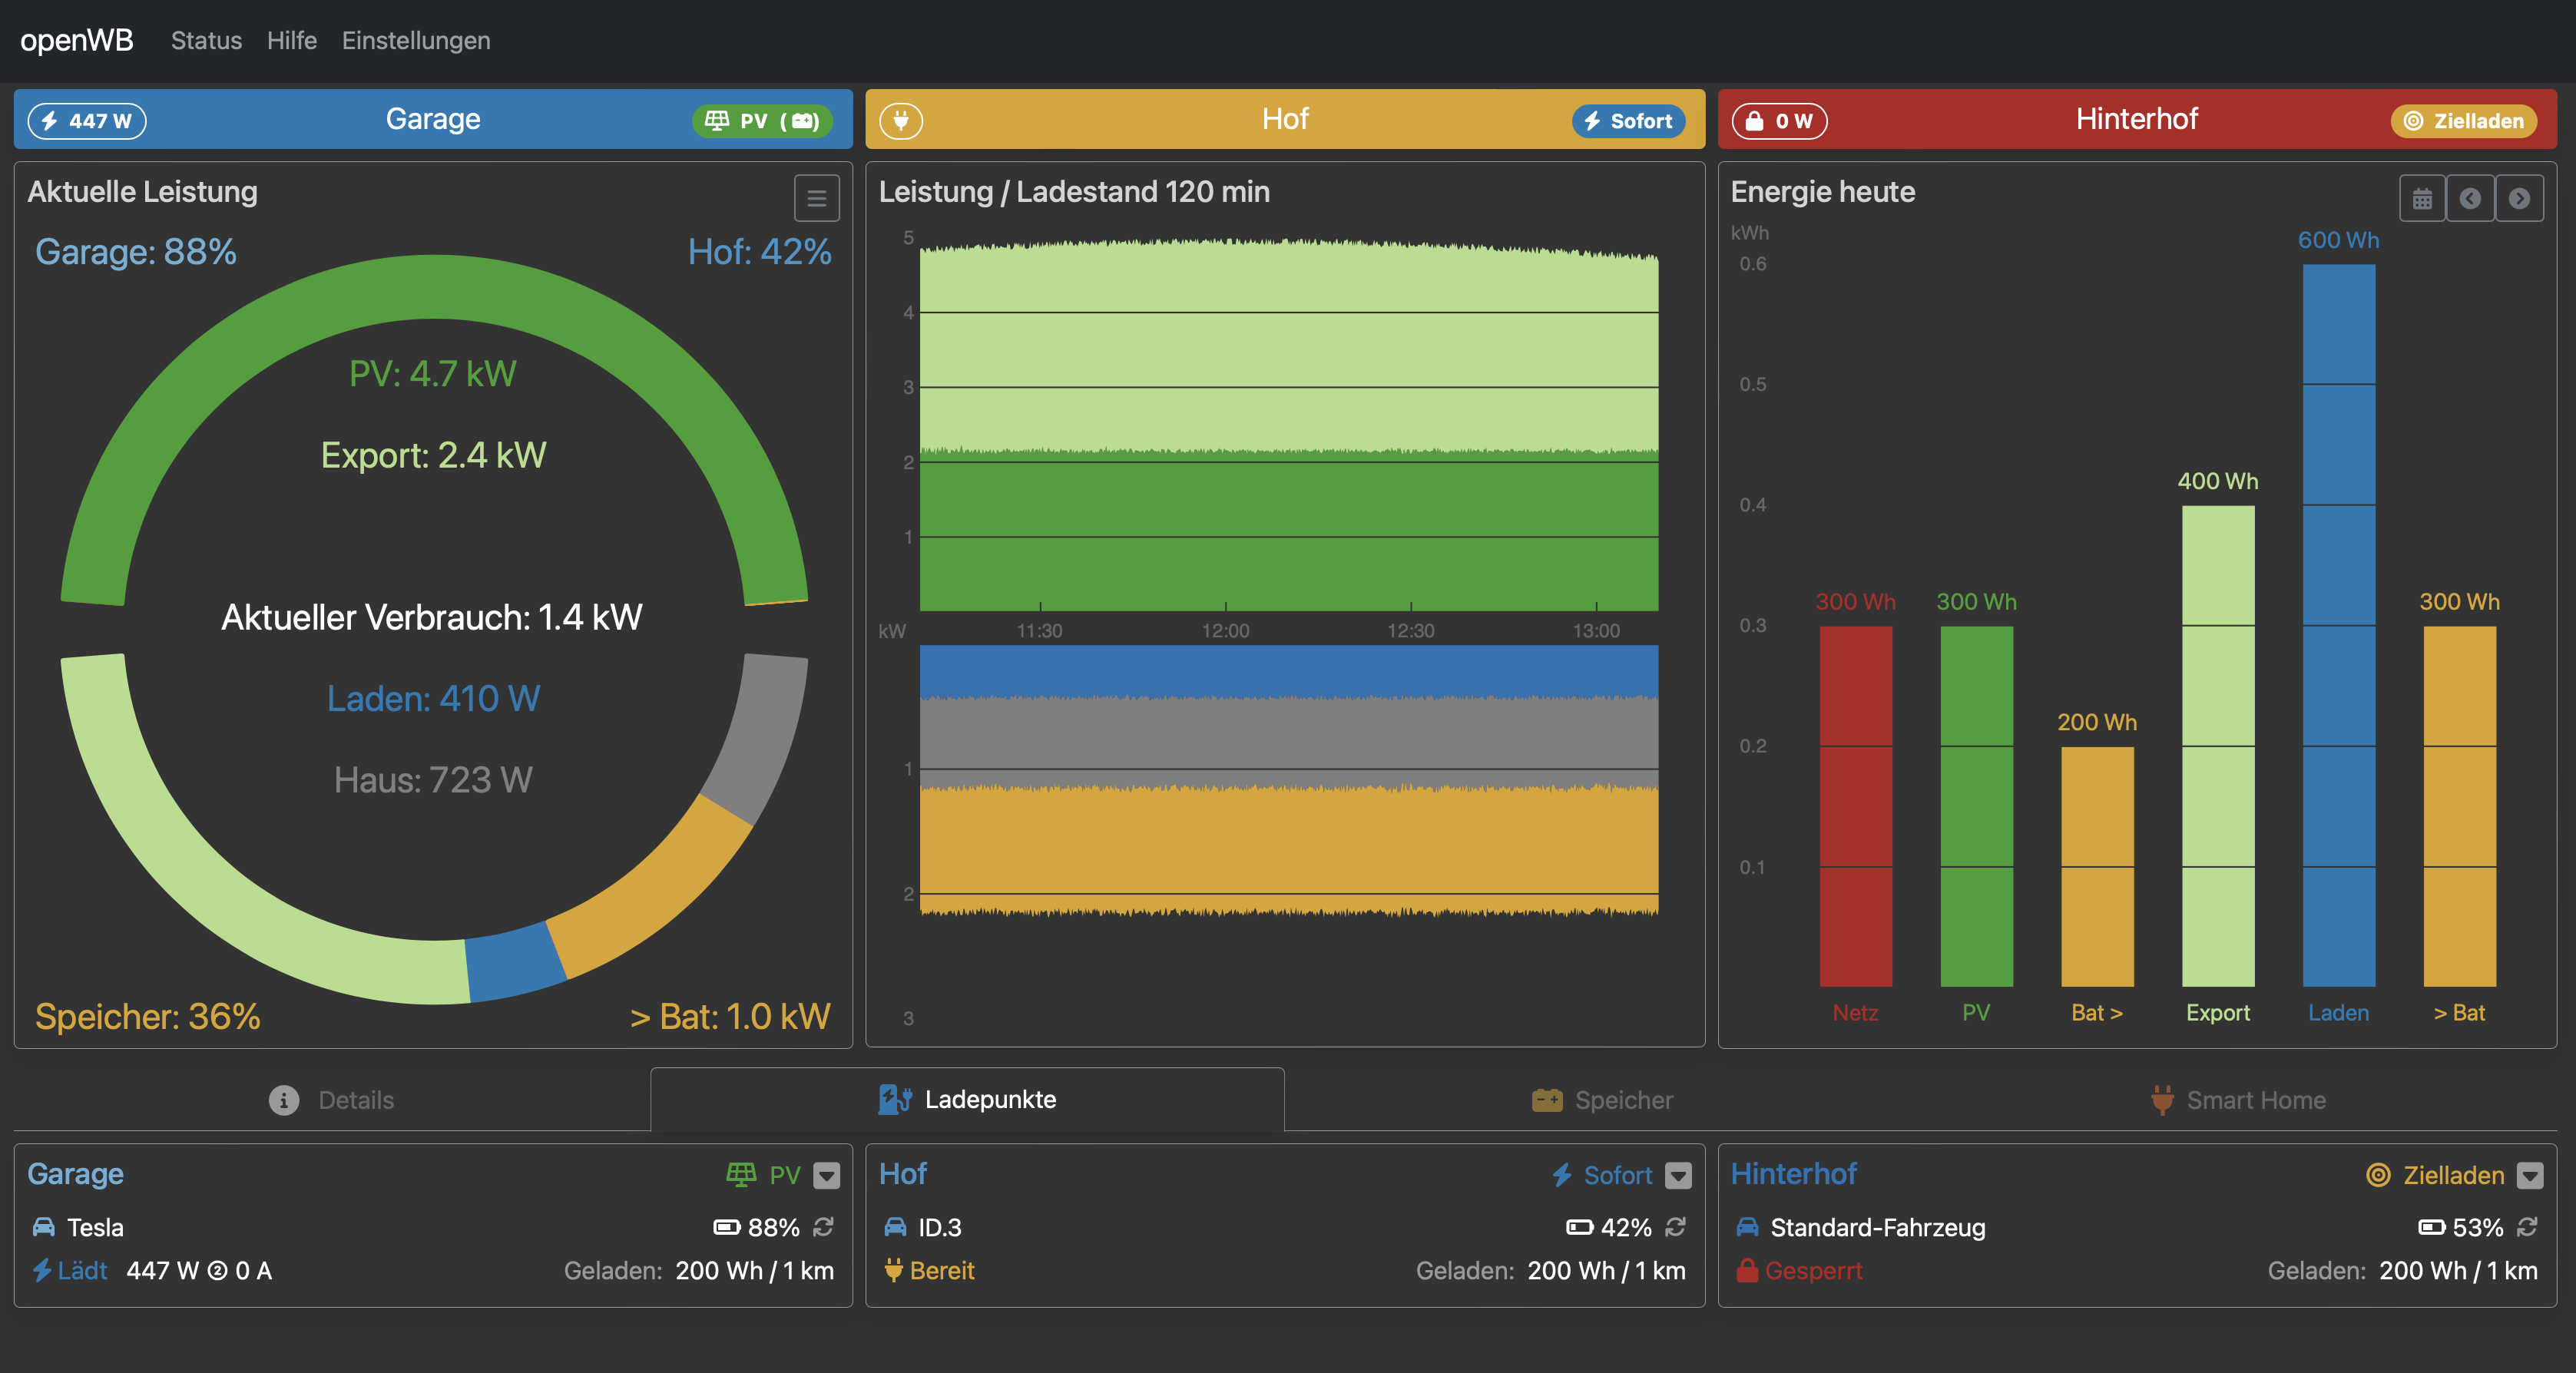 openWB Status Hilfe Einstellungen
447 W Garage PV ( )
Hof Sofort
0 W Hinterhof Zielladen
Aktuelle Leistung
Garage: 88% Hof: 42%
PV: 4.7 kW
Export: 2.4 kW
Aktueller Verbrauch: 1.4 kW
Laden: 410 W
Haus: 723 W
Speicher: 36% > Bat: 1.0 kW
Leistung / Ladestand 120 min
5
4
3
2
1
kW 11:30 12:00 12:30 13:00
1
2
3
Energie heute
kWh
600 Wh
0.6
0.5
400 Wh
0.4
300 Wh 300 Wh 300 Wh
0.3
200 Wh
0.2
0.1
Netz PV Bat > Export Laden > Bat
Details Ladepunkte Speicher Smart Home
Garage PV
Tesla 88%
Lädt 447 W 2 0 A Geladen: 200 Wh / 1 km
Hof Sofort
ID.3 42%
Bereit Geladen: 200 Wh / 1 km
Hinterhof Zielladen
Standard-Fahrzeug 53%
Gesperrt Geladen: 200 Wh / 1 km